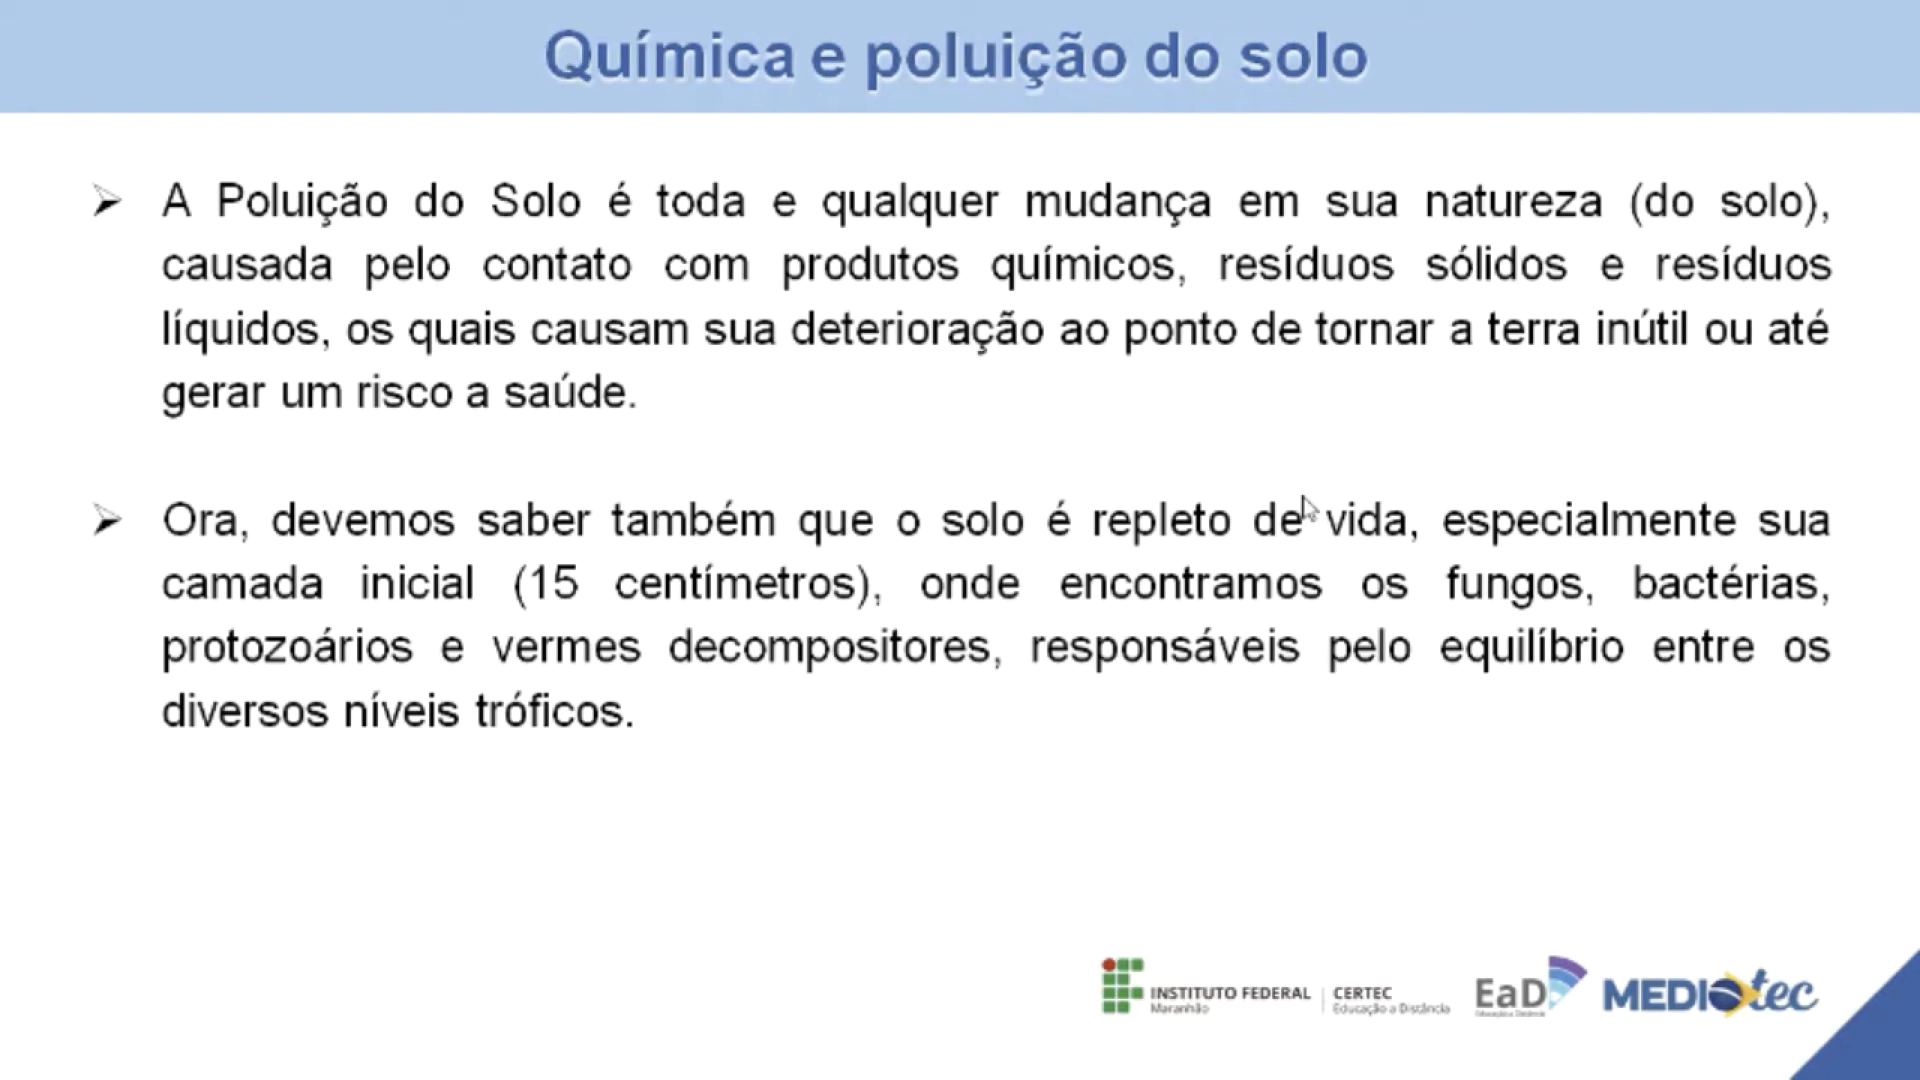 Química e poluição do solo
A Poluição do Solo é toda e qualquer mudança em sua natureza (do solo),
causada pelo contato com produtos químicos, resíduos sólidos e resíduos
líquidos, os quais causam sua deterioração ao ponto de tornar a terra inútil ou até
gerar um risco a saúde.
Ora, devemos saber também que o solo é repleto de vida, especialmente sua
camada inicial (15 centímetros), onde encontramos os fungos, bactérias,
protozoários e vermes decompositores, responsáveis pelo equilíbrio entre os
diversos níveis tróficos.
INSTITUTO FEDERAL
Maranhão
CERTEC
Educação a Distância
EaD
Educação a Distância
MEDIOtec